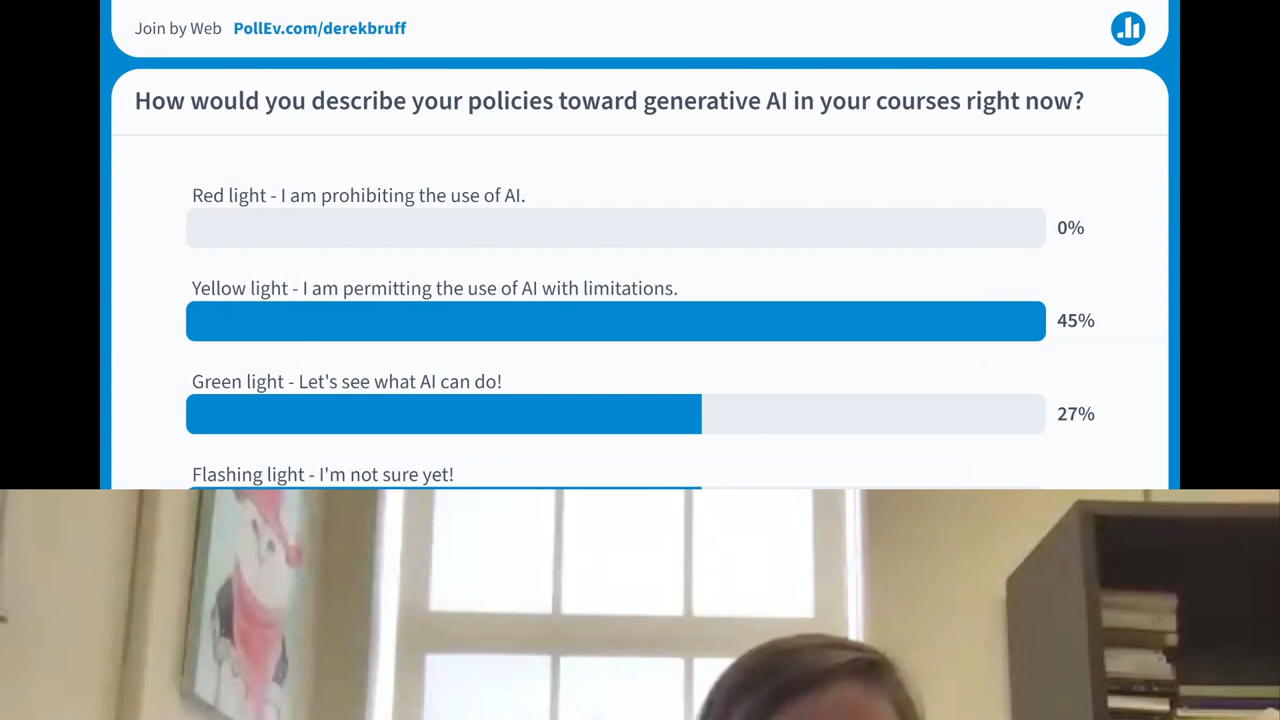 Join by Web PollEv.com/derekbruff
How would you describe your policies toward generative AI in your courses right now?
Red light - I am prohibiting the use of AI.
0%
Yellow light - I am permitting the use of AI with limitations.
45%
Green light - Let's see what AI can do!
27%
Flashing light - I'm not sure yet!